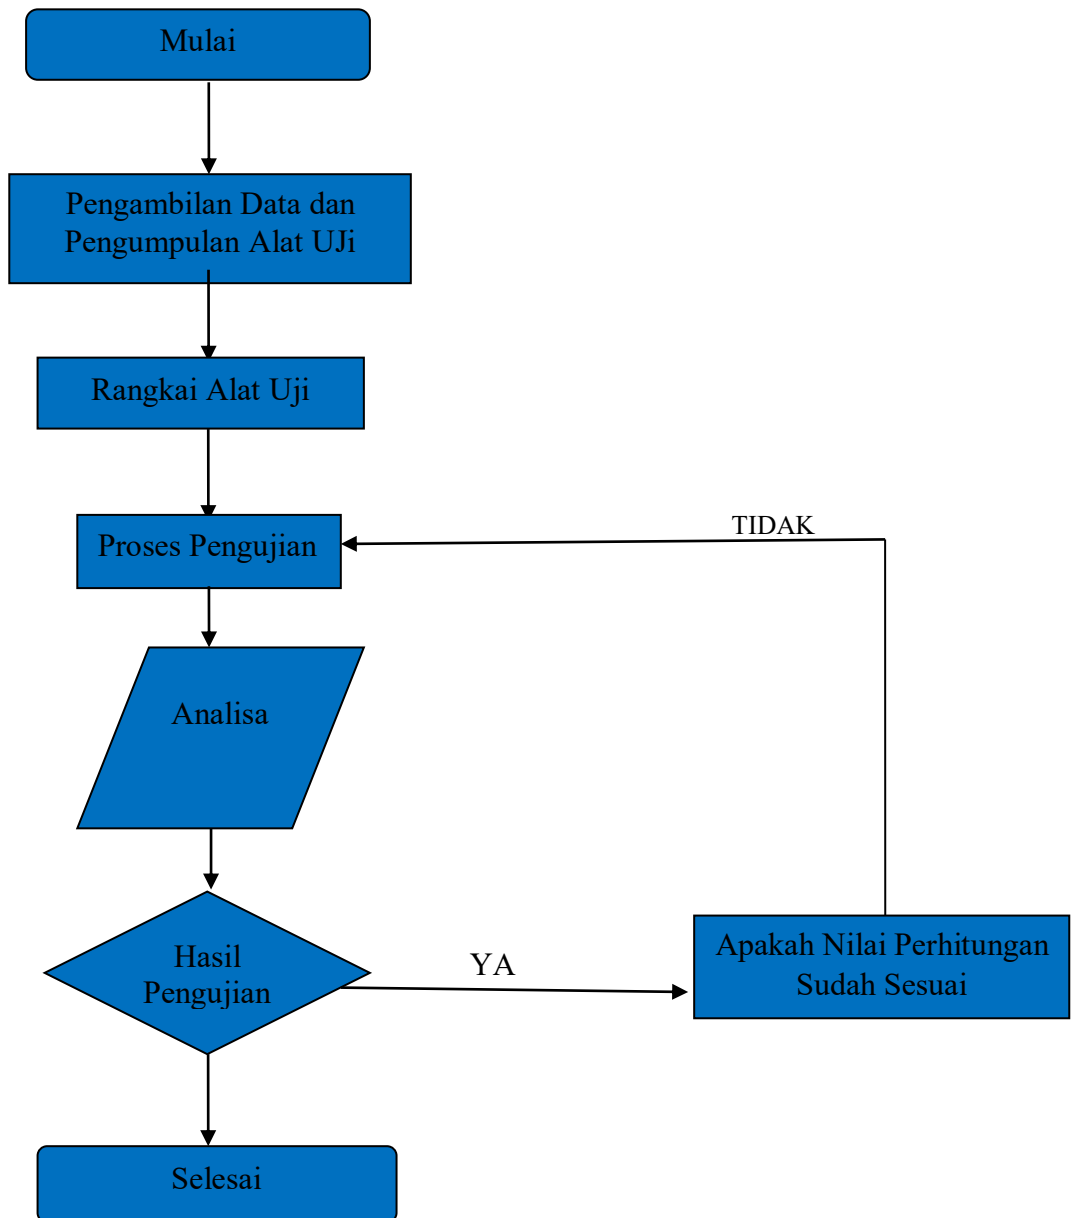 Mulai
Pengambilan Data dan
Pengumpulan Alat UJi
Rangkai Alat Uji
TIDAK
Proses Pengujian
Analisa
Hasil
Pengujian
YA
Apakah Nilai Perhitungan
Sudah Sesuai
Selesai